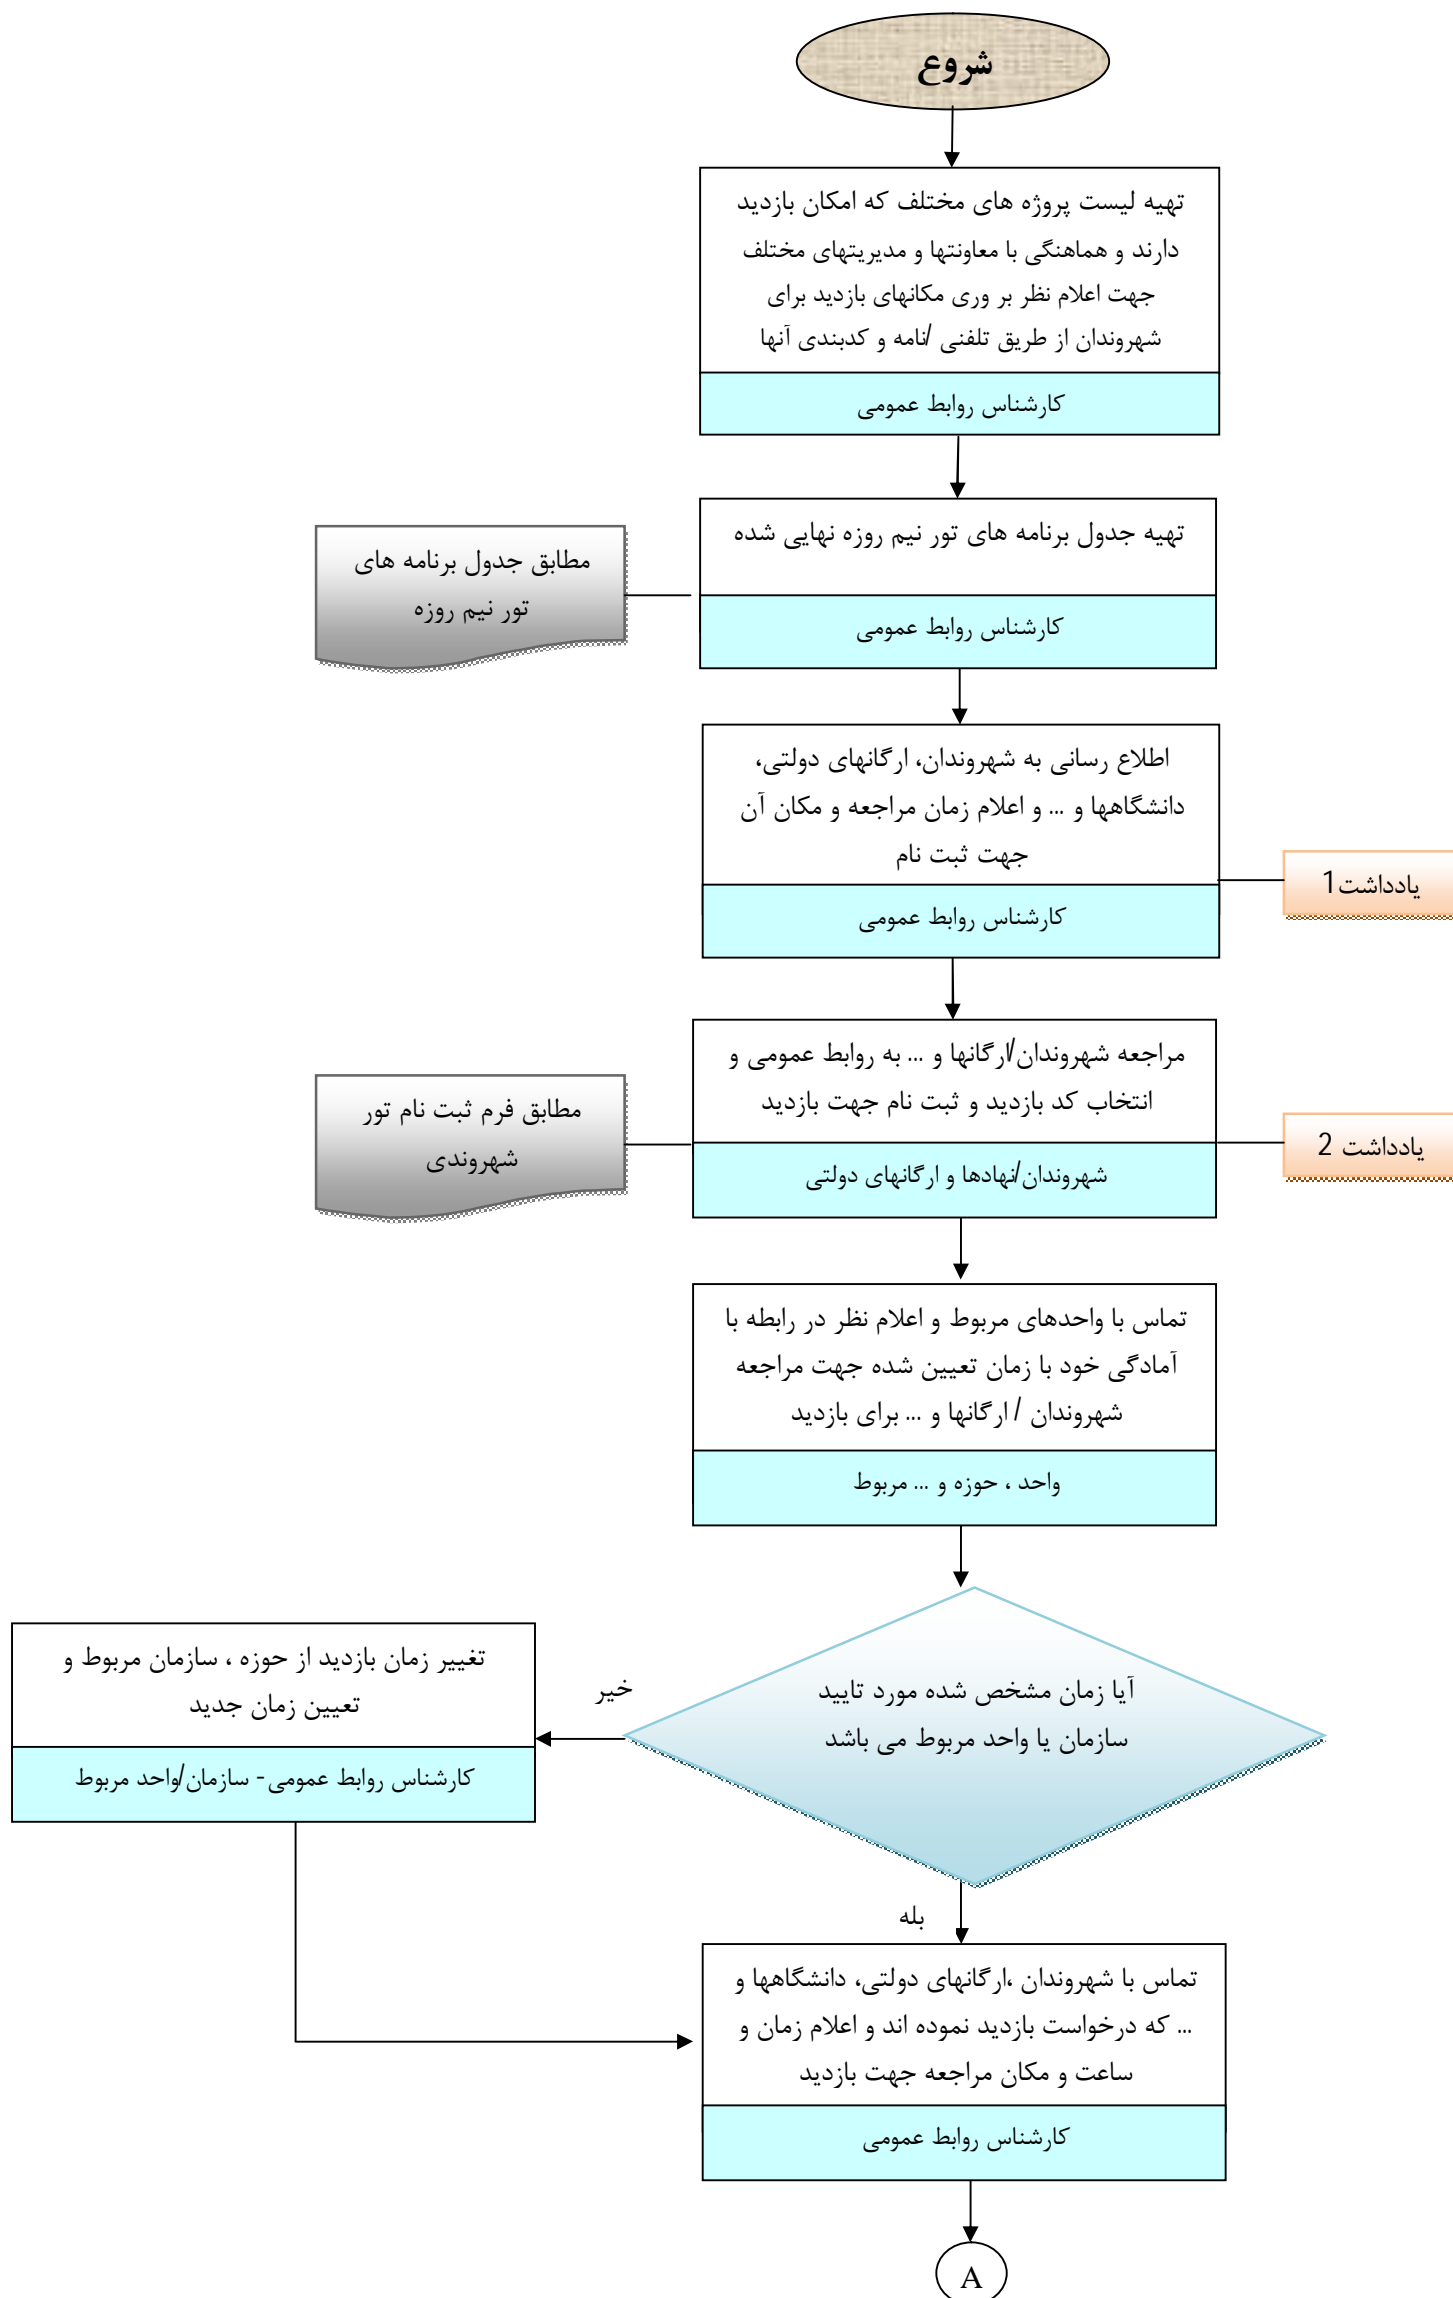 شروع
تهیه لیست پروژه های مختلف که امکان بازدید
دارند و هماهنگی با معاونتها و مدیریتهای مختلف
جهت اعلام نظر بر وری مکانهای بازدید برای
شهروندان از طریق تلفنی /نامه و کدبندی آنها
کارشناس روابط عمومی
تهیه جدول برنامه های تور نیم روزه نهایی شده
کارشناس روابط عمومی
مطابق جدول برنامه های
تور نیم روزه
اطلاع رسانی به شهروندان، ارگانهای دولتی،
دانشگاهها و ... و اعلام زمان مراجعه و مکان آن
جهت ثبت نام
کارشناس روابط عمومی
یادداشت1
مراجعه شهروندان/ارگانها و ... به روابط عمومی و
انتخاب کد بازدید و ثبت نام جهت بازدید
شهروندان/نهادها و ارگانهای دولتی
یادداشت 2
مطابق فرم ثبت نام تور
شهروندی
تماس با واحدهای مربوط و اعلام نظر در رابطه با
آمادگی خود با زمان تعیین شده جهت مراجعه
شهروندان / ارگانها و ... برای بازدید
واحد ، حوزه و ... مربوط
آیا زمان مشخص شده مورد تایید
سازمان یا واحد مربوط می باشد
خیر
تغییر زمان بازدید از حوزه ، سازمان مربوط و
تعیین زمان جدید
کارشناس روابط عمومی- سازمان/واحد مربوط
بله
تماس با شهروندان ،ارگانهای دولتی، دانشگاهها و
... که درخواست بازدید نموده اند و اعلام زمان و
ساعت و مکان مراجعه جهت بازدید
کارشناس روابط عمومی
A